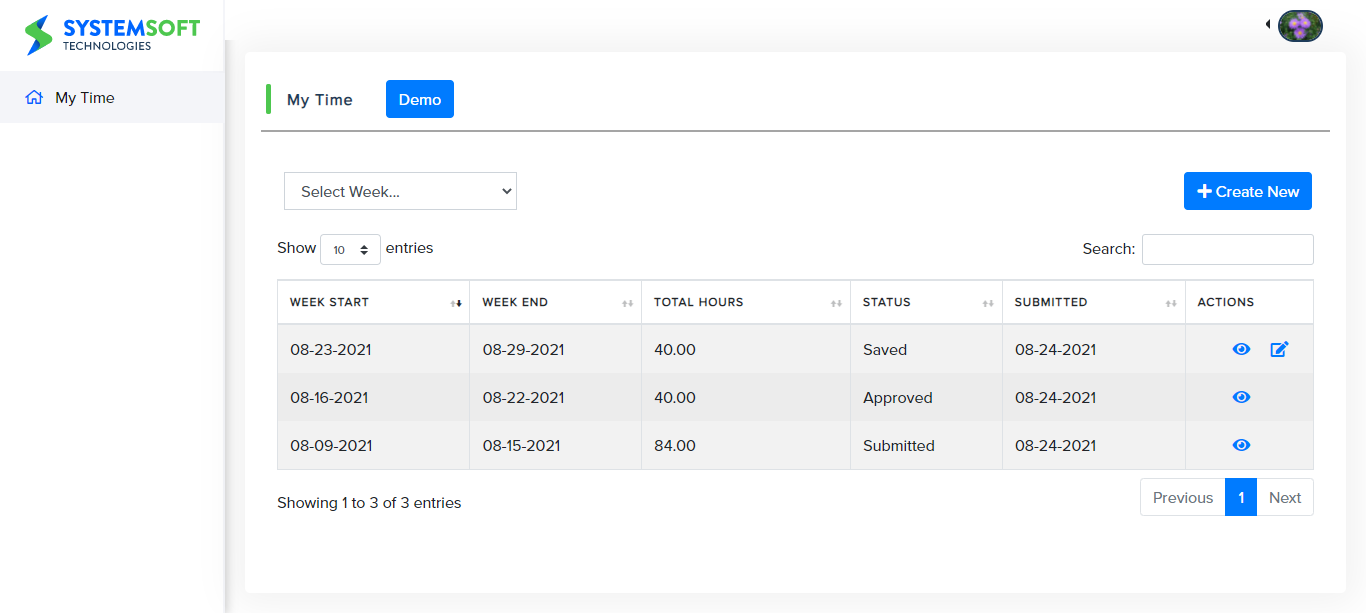 SYSTEMSOFT
TECHNOLOGIES
My Time
My Time Demo
Select Week...
Create New
Show 10 entries
Search:
WEEK START WEEK END TOTAL HOURS STATUS SUBMITTED ACTIONS
08-23-2021 08-29-2021 40.00 Saved 08-24-2021
08-16-2021 08-22-2021 40.00 Approved 08-24-2021
08-09-2021 08-15-2021 84.00 Submitted 08-24-2021
Showing 1 to 3 of 3 entries
Previous 1 Next